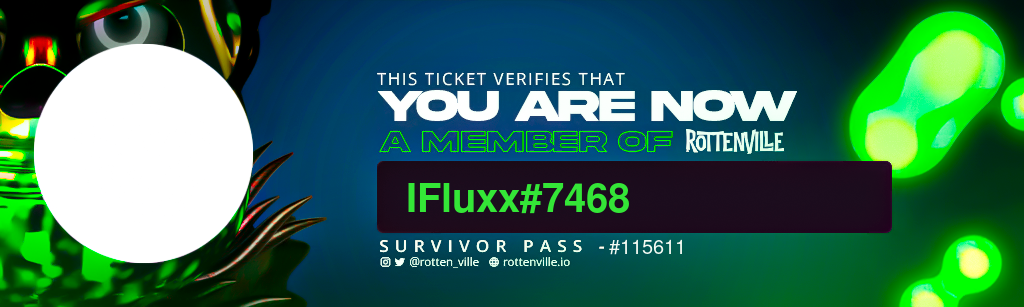 THIS TICKET VERIFIES THAT
YOU ARE NOW
A MEMBER OF ROTTENVILLE
IFluxx#7468
SURVIVOR PASS - #115611
@rotten_ville rottenville.io